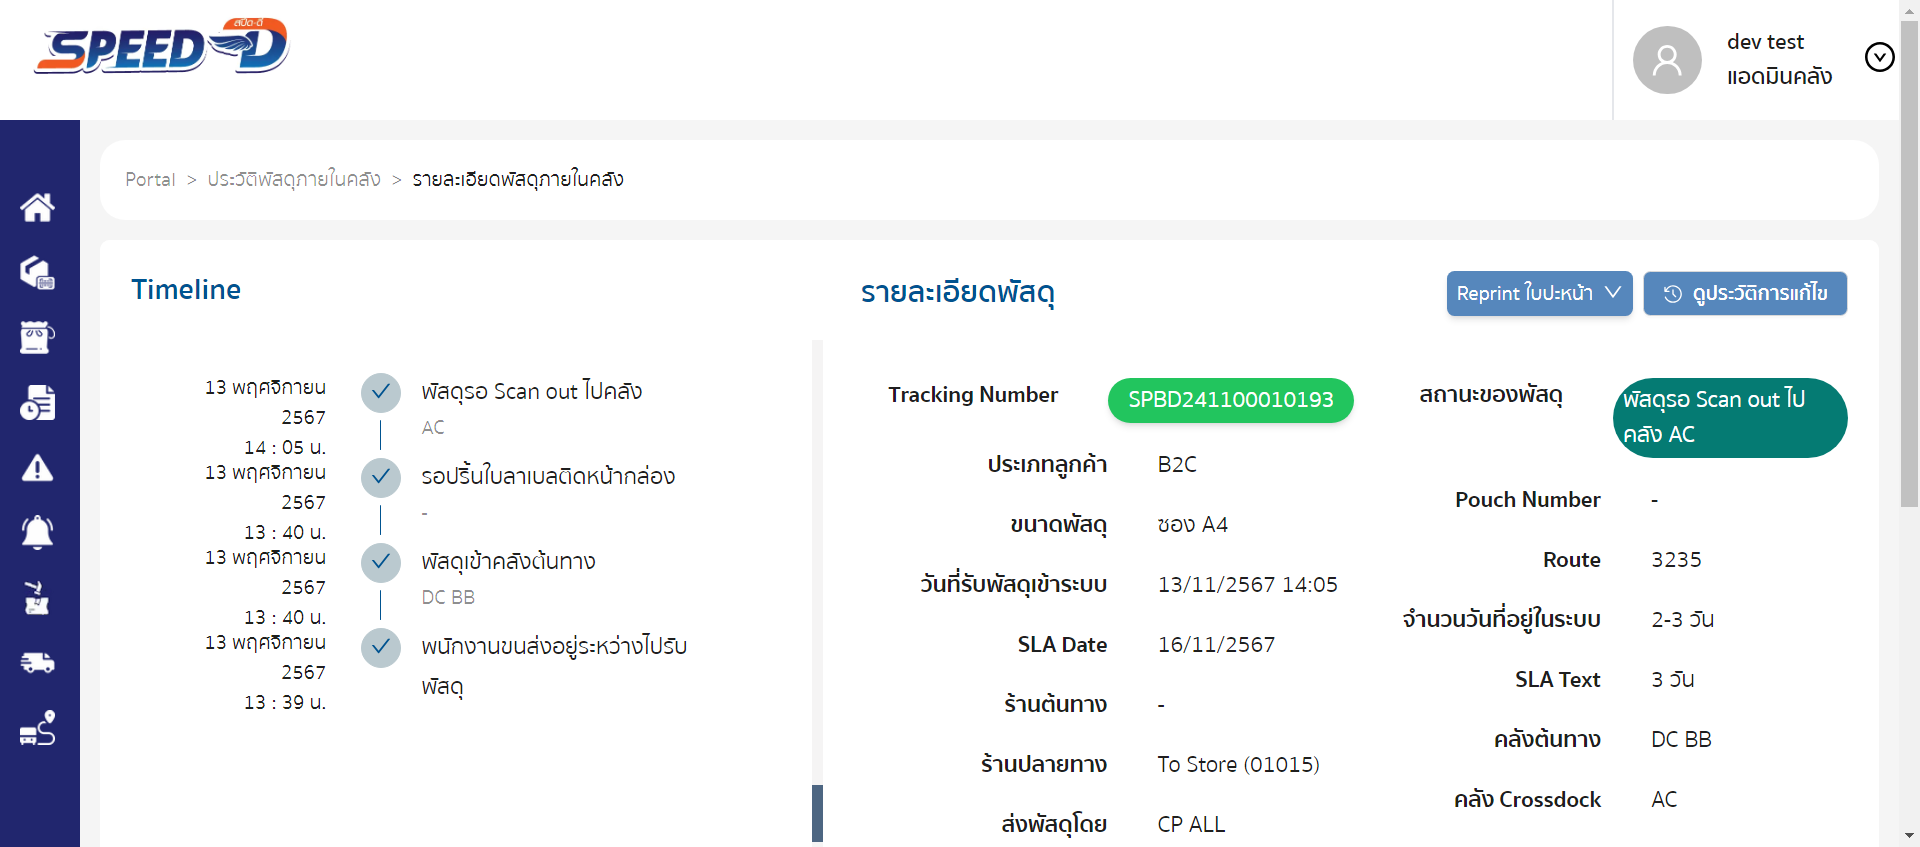 สปีด-ดี
SPEED-D
dev test
แอดมินคลัง
Portal > ประวัติพัสดุภายในคลัง > รายละเอียดพัสดุภายในคลัง
Timeline
13 พฤศจิกายน
2567
14 : 05 น.
พัสดุรอ Scan out ไปคลัง
AC
13 พฤศจิกายน
2567
13 : 40 น.
รอปริ้นใบลาเบลติดหน้ากล่อง
-
13 พฤศจิกายน
2567
13 : 40 น.
พัสดุเข้าคลังต้นทาง
DC BB
13 พฤศจิกายน
2567
13 : 39 น.
พนักงานขนส่งอยู่ระหว่างไปรับ
พัสดุ
รายละเอียดพัสดุ
Reprint ใบปะหน้า
ดูประวัติการแก้ไข
Tracking Number SPBD241100010193
ประเภทลูกค้า B2C
ขนาดพัสดุ ซอง A4
วันที่รับพัสดุเข้าระบบ 13/11/2567 14:05
SLA Date 16/11/2567
ร้านต้นทาง -
ร้านปลายทาง To Store (01015)
ส่งพัสดุโดย CP ALL
สถานะของพัสดุ พัสดุรอ Scan out ไป
คลัง AC
Pouch Number -
Route 3235
จำนวนวันที่อยู่ในระบบ 2-3 วัน
SLA Text 3 วัน
คลังต้นทาง DC BB
คลัง Crossdock AC